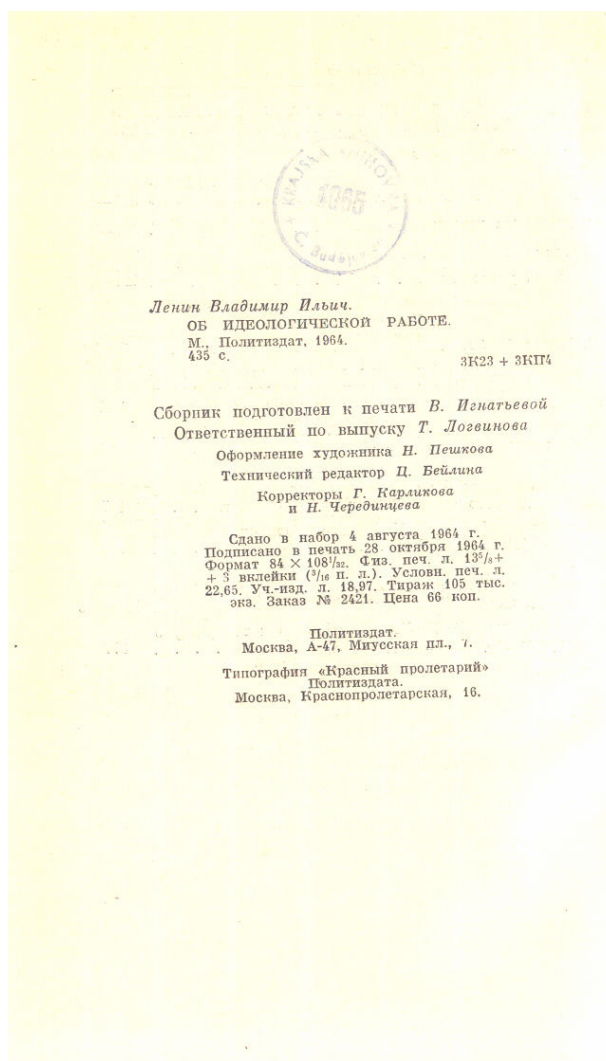 KRAJSKÁ
1065
Č. Buděj
Ленин Владимир Ильич.
ОБ ИДЕОЛОГИЧЕСКОЙ РАБОТЕ.
М., Политиздат, 1964.
435 с.
3К23 + 3КП4
Сборник подготовлен к печати В. Игнатьевой
Ответственный по выпуску Т. Логвинова
Оформление художника Н. Пешкова
Технический редактор Ц. Бейлина
Корректоры Г. Карликова
и Н. Черединцева
Сдано в набор 4 августа 1964 г.
Подписано в печать 28 октября 1964 г.
Формат 84 × 108¹/₃₂. Физ. печ. л. 13⁵/₈+
+ 3 вклейки (³/₁₆ п. л.). Условн. печ. л.
22,65. Уч.-изд. л. 18,97. Тираж 105 тыс.
экз. Заказ № 2421. Цена 66 коп.
Политиздат.
Москва, А-47, Миусская пл., 7.
Типография «Красный пролетарий»
Политиздата.
Москва, Краснопролетарская, 16.